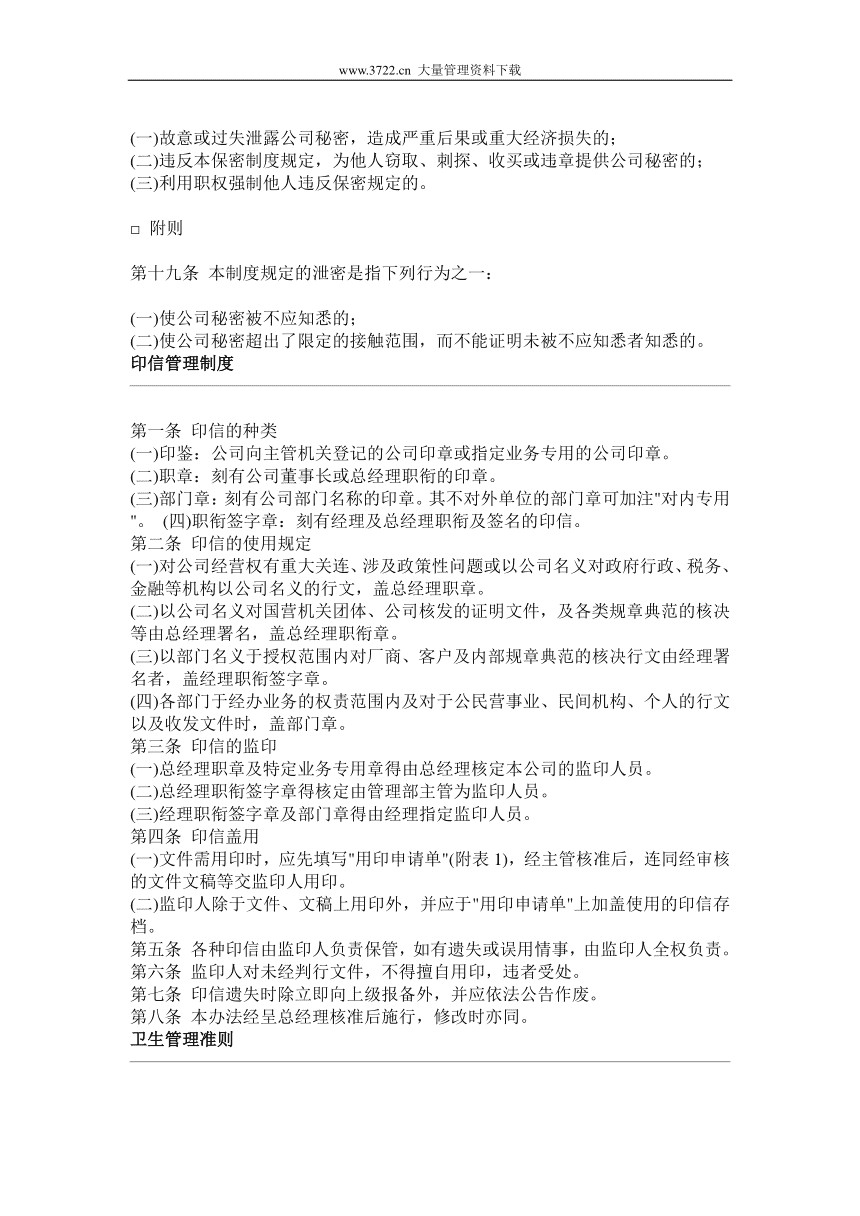 www.3722.cn 大量管理资料下载
(一)故意或过失泄露公司秘密，造成严重后果或重大经济损失的；
(二)违反本保密制度规定，为他人窃取、刺探、收买或违章提供公司秘密的；
(三)利用职权强制他人违反保密规定的。
□ 附则
第十九条 本制度规定的泄密是指下列行为之一：
(一)使公司秘密被不应知悉的；
(二)使公司秘密超出了限定的接触范围，而不能证明未被不应知悉者知悉的。
印信管理制度
第一条 印信的种类
(一)印鉴：公司向主管机关登记的公司印章或指定业务专用的公司印章。
(二)职章：刻有公司董事长或总经理职衔的印章。
(三)部门章：刻有公司部门名称的印章。其不对外单位的部门章可加注"对内专用
"。 (四)职衔签字章：刻有经理及总经理职衔及签名的印信。
第二条 印信的使用规定
(一)对公司经营权有重大关连、涉及政策性问题或以公司名义对政府行政、税务、
金融等机构以公司名义的行文，盖总经理职章。
(二)以公司名义对国营机关团体、公司核发的证明文件，及各类规章典范的核决
等由总经理署名，盖总经理职衔章。
(三)以部门名义于授权范围内对厂商、客户及内部规章典范的核决行文由经理署
名者，盖经理职衔签字章。
(四)各部门于经办业务的权责范围内及对于公民营事业、民间机构、个人的行文
以及收发文件时，盖部门章。
第三条 印信的监印
(一)总经理职章及特定业务专用章得由总经理核定本公司的监印人员。
(二)总经理职衔签字章得核定由管理部主管为监印人员。
(三)经理职衔签字章及部门章得由经理指定监印人员。
第四条 印信盖用
(一)文件需用印时，应先填写"用印申请单"(附表 1)，经主管核准后，连同经审核
的文件文稿等交监印人用印。
(二)监印人除于文件、文稿上用印外，并应于"用印申请单"上加盖使用的印信存
档。
第五条 各种印信由监印人负责保管，如有遗失或误用情事，由监印人全权负责。
第六条 监印人对未经判行文件，不得擅自用印，违者受处。
第七条 印信遗失时除立即向上级报备外，并应依法公告作废。
第八条 本办法经呈总经理核准后施行，修改时亦同。
卫生管理准则